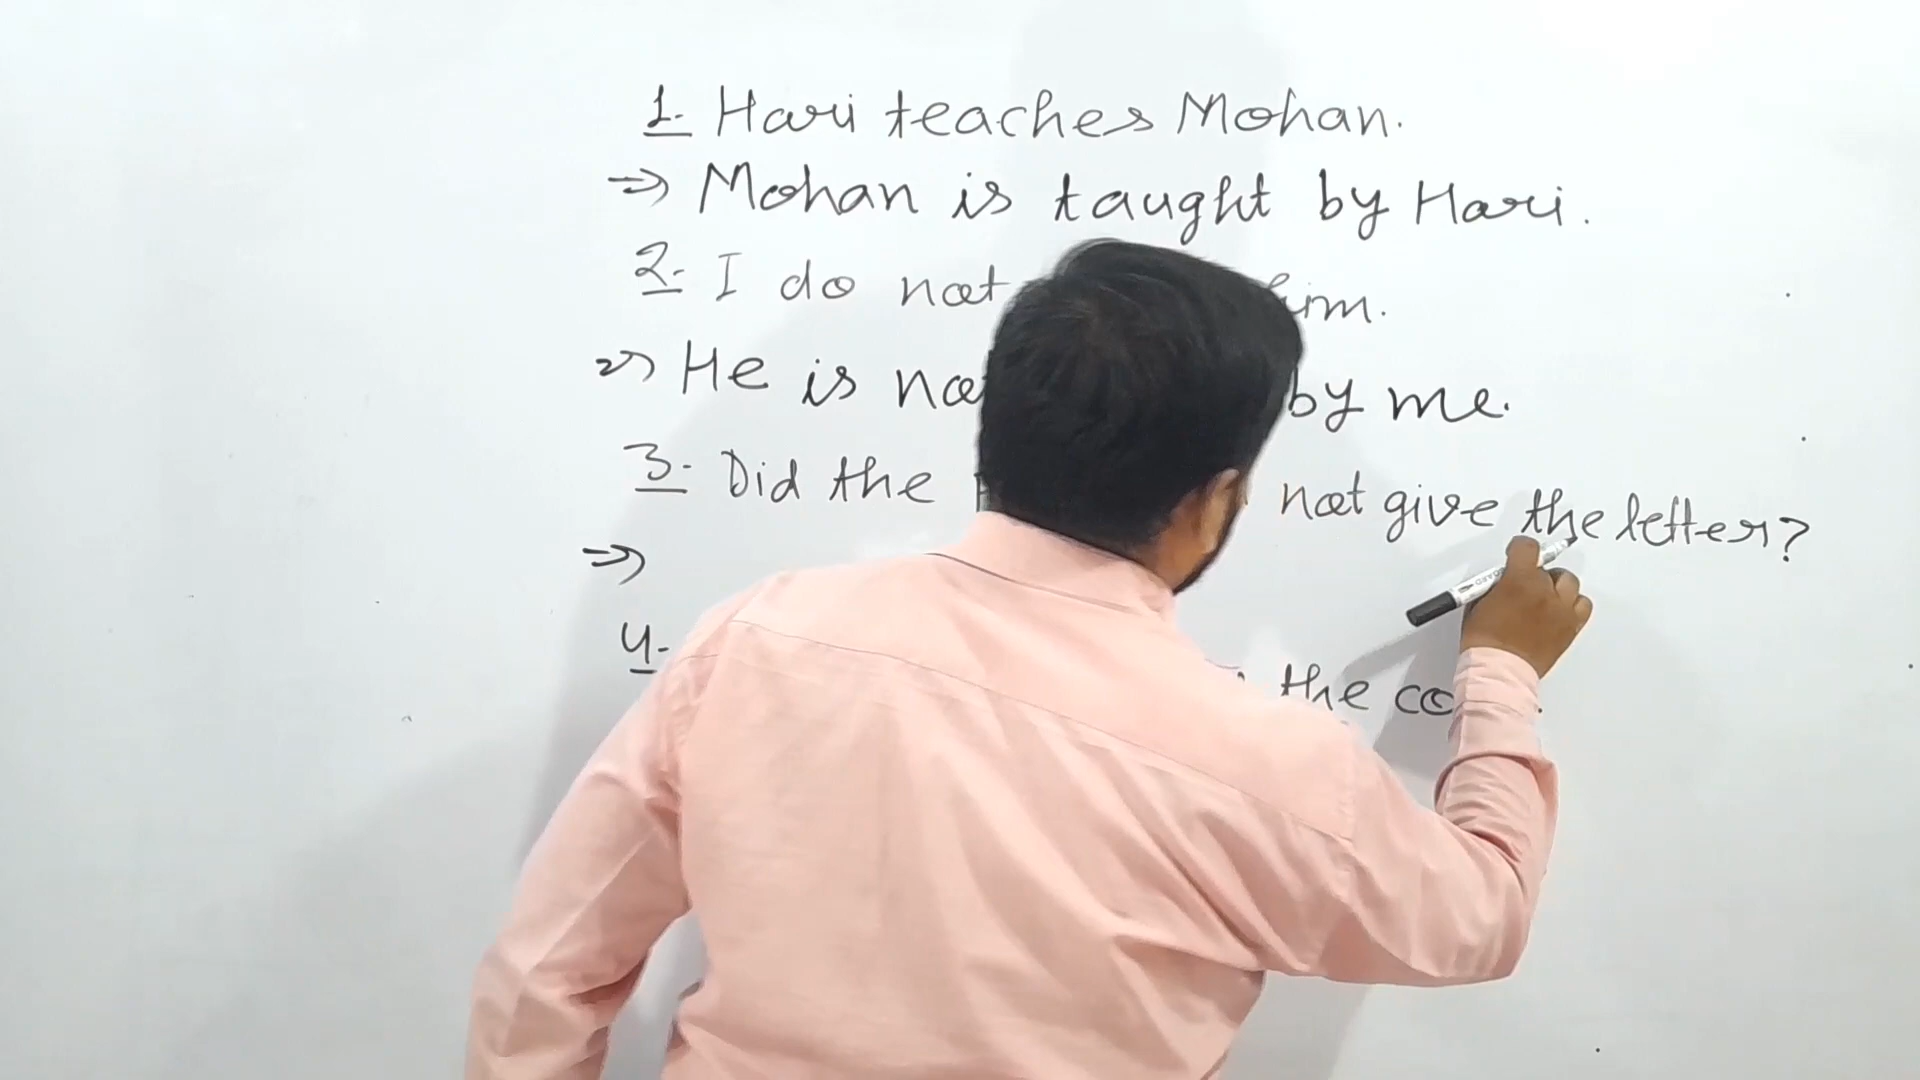 1. Hari teaches Mohan.
⇒ Mohan is taught by Hari.
2. I do not him.
⇒ He is not by me.
3. Did the not give the letter?
⇒
4. the